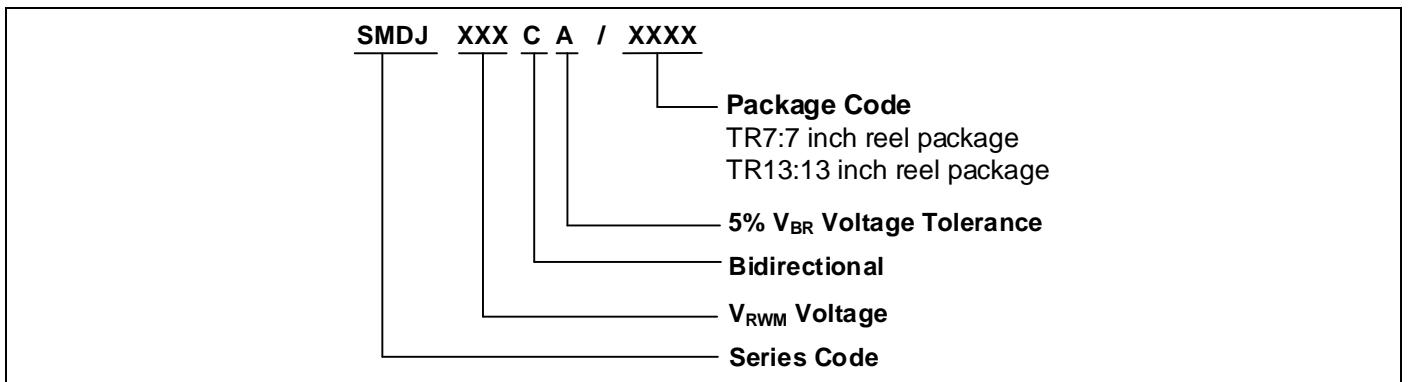 SMDJ XXX C A / XXXX
Package Code
TR7:7 inch reel package
TR13:13 inch reel package
5% VBR Voltage Tolerance
Bidirectional
VRWM Voltage
Series Code